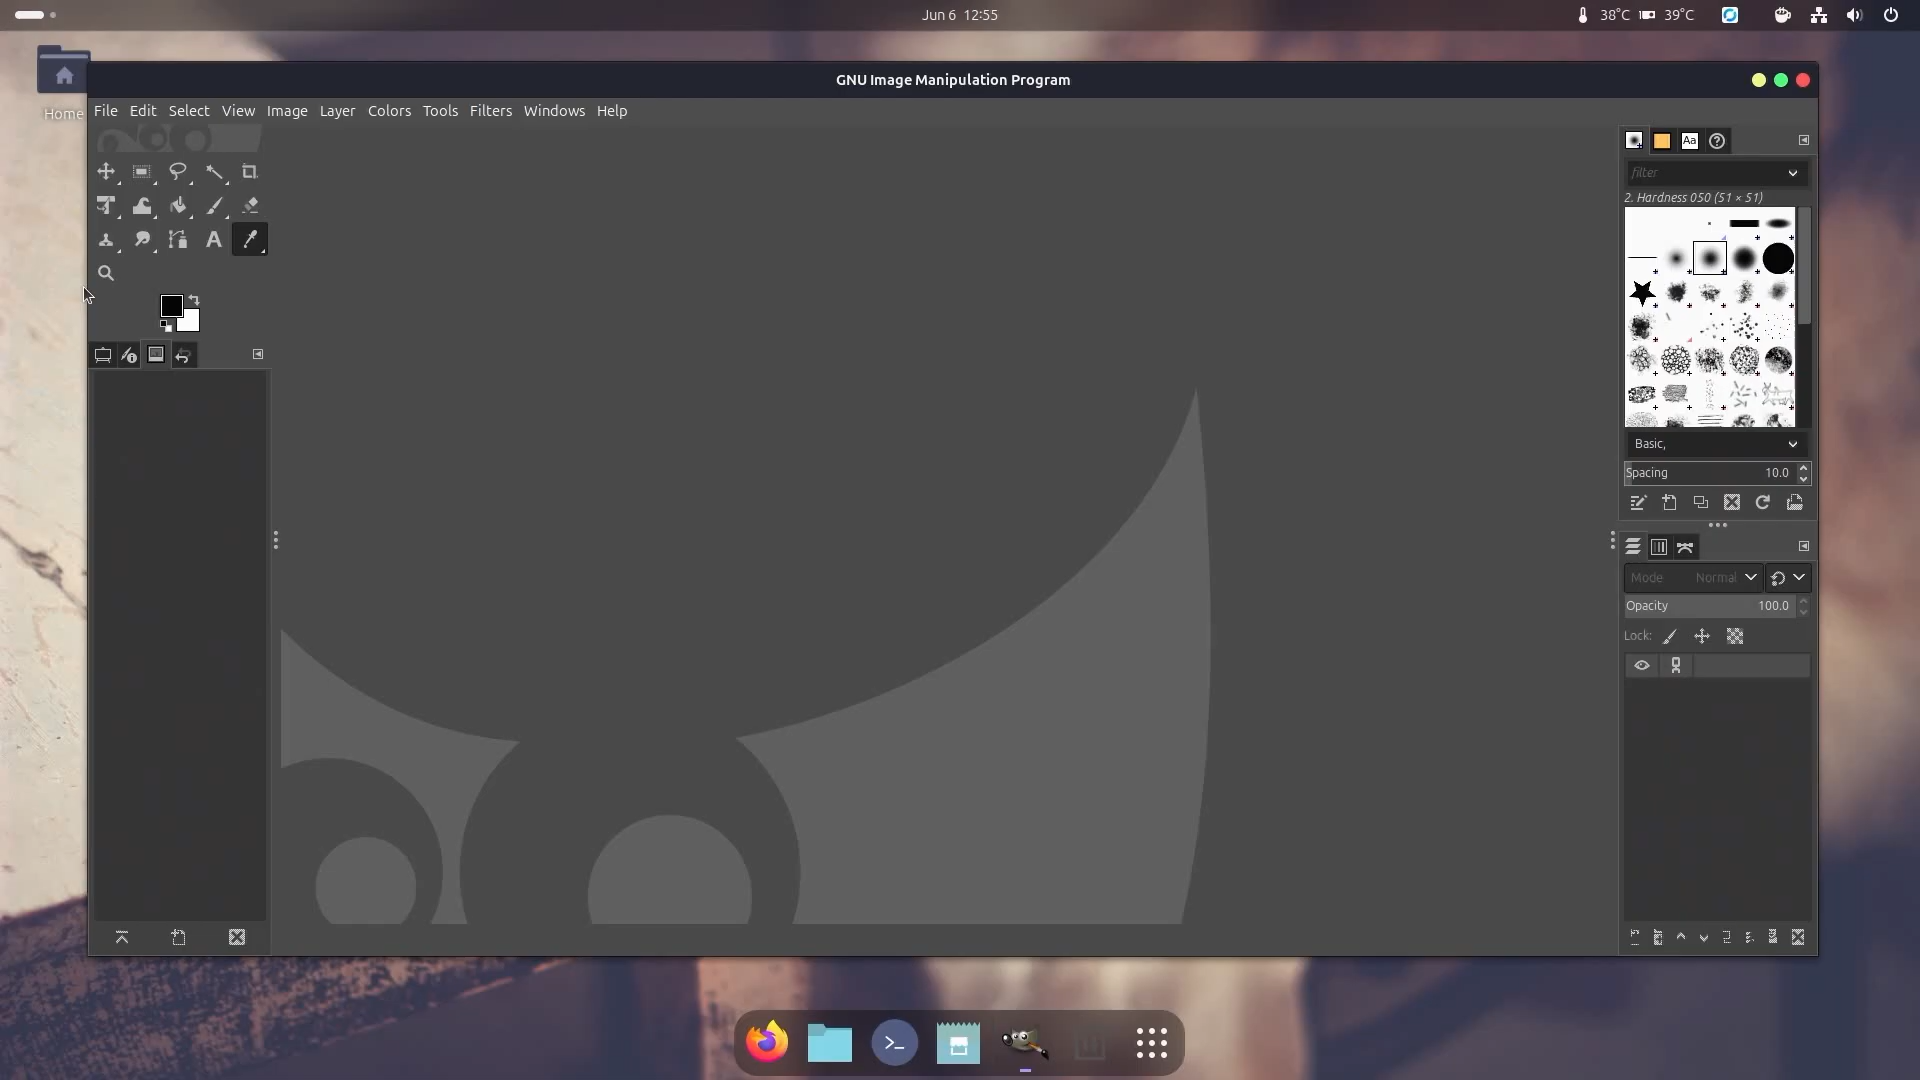 Jun 6 12:55
38°C 39°C
Home
GNU Image Manipulation Program
File Edit Select View Image Layer Colors Tools Filters Windows Help
Aa
filter
2. Hardness 050 (51 × 51)
A
Basic,
Spacing 10.0
Mode Normal
Opacity 100.0
Lock: